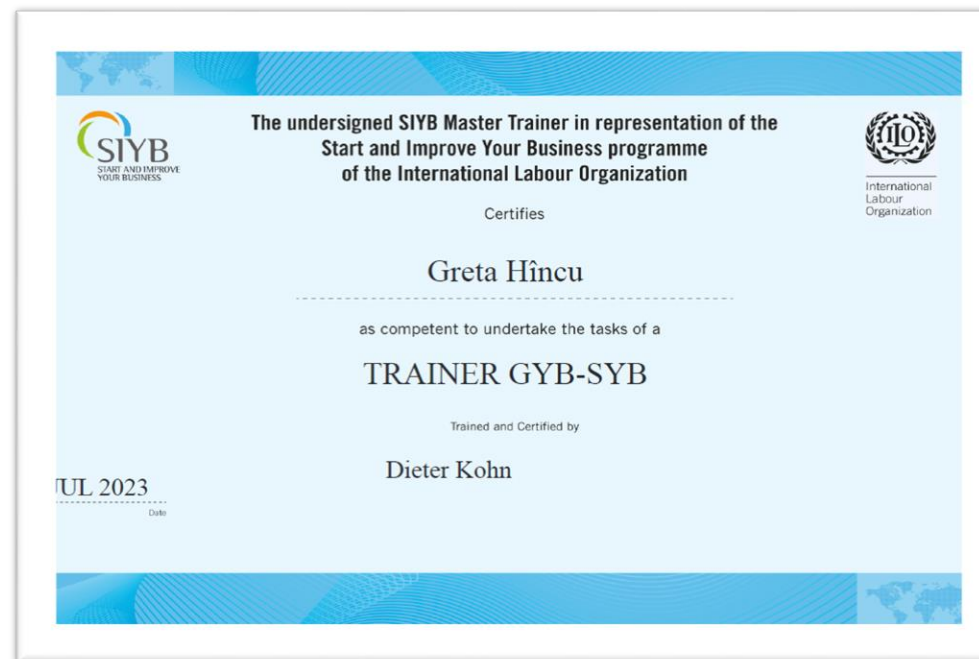 SIYB
START AND IMPROVE
YOUR BUSINESS
The undersigned SIYB Master Trainer in representation of the
Start and Improve Your Business programme
of the International Labour Organization
International
Labour
Organization
Certifies
Greta Hîncu
as competent to undertake the tasks of a
TRAINER GYB-SYB
Trained and Certified by
Dieter Kohn
UL 2023
Date